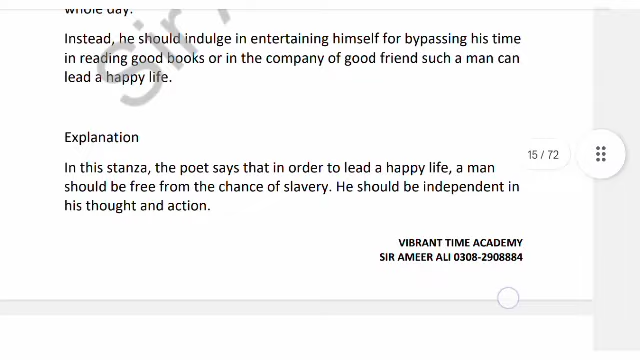 whole day.
Instead, he should indulge in entertaining himself for bypassing his time
in reading good books or in the company of good friend such a man can
lead a happy life.
Explanation
In this stanza, the poet says that in order to lead a happy life, a man
should be free from the chance of slavery. He should be independent in
his thought and action.
15 / 72
VIBRANT TIME ACADEMY
SIR AMEER ALI 0308-2908884
Sir